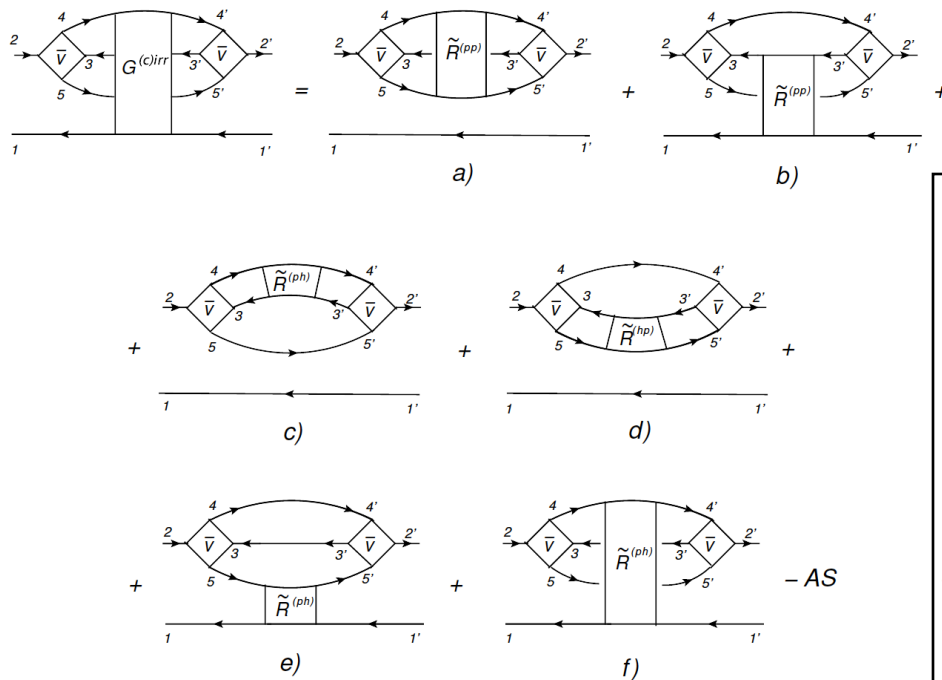 4 4' 4 4' 4 4'
2 V̄ 3 G^(c)irr 3' V̄ 2' = 2 V̄ 3 R̃^(pp) 3' V̄ 2' + 2 V̄ 3 3' V̄ 2' +
5 5' 5 5' 5 R̃^(pp) 5'
1 1' 1 1' 1 1'
a) b)
4 R̃^(ph) 4' 4 4'
2 V̄ 3 3' V̄ 2' 2 V̄ 3 3' V̄ 2'
+ 5 5' + 5 R̃^(hp) 5' +
1 1' 1 1'
c) d)
4 4' 4 4'
2 V̄ 3 3' V̄ 2' 2 V̄ 3 R̃^(ph) 3' V̄ 2'
+ 5 5' + 5 5' – AS
R̃^(ph)
1 1' 1 1'
e) f)